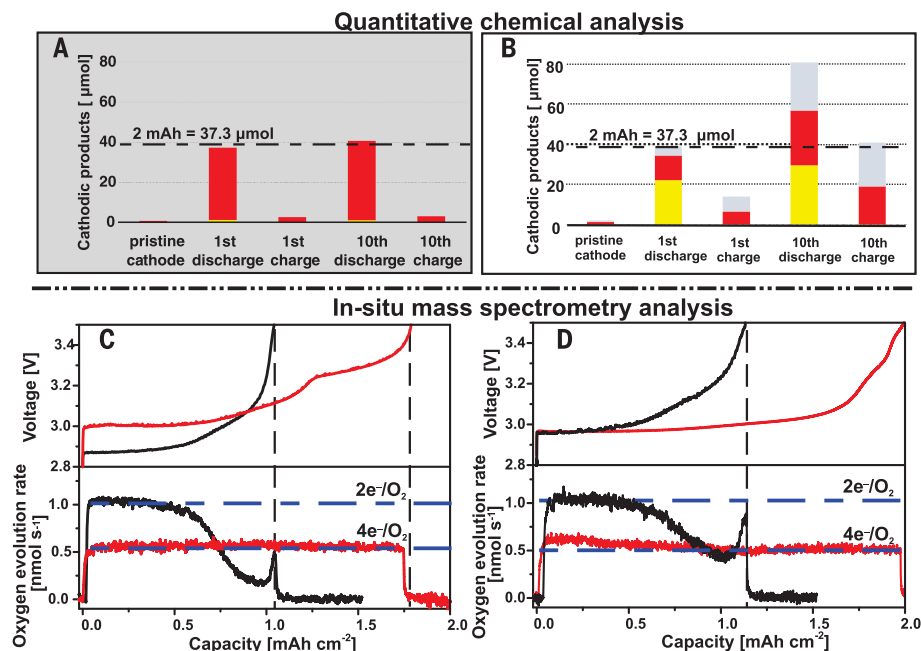 Quantitative chemical analysis
A
Cathodic products [ µmol]
80
60
40
20
0
2 mAh = 37.3 µmol
pristine
cathode
1st
discharge
1st
charge
10th
discharge
10th
charge
B
Cathodic products [ µmol]
80
60
40
20
0
2 mAh = 37.3 µmol
pristine
cathode
1st
discharge
1st
charge
10th
discharge
10th
charge
In-situ mass spectrometry analysis
C
Voltage [V]
3.4
3.2
3.0
2.8
Oxygen evolution rate
[nmol s⁻¹]
1.0
0.5
0.0
2e⁻/O₂
4e⁻/O₂
0.0
0.5
1.0
1.5
2.0
Capacity [mAh cm⁻²]
D
Voltage [V]
3.4
3.2
3.0
2.8
Oxygen evolution rate
[nmol s⁻¹]
1.0
0.5
0.0
2e⁻/O₂
4e⁻/O₂
0.0
0.5
1.0
1.5
2.0
Capacity [mAh cm⁻²]